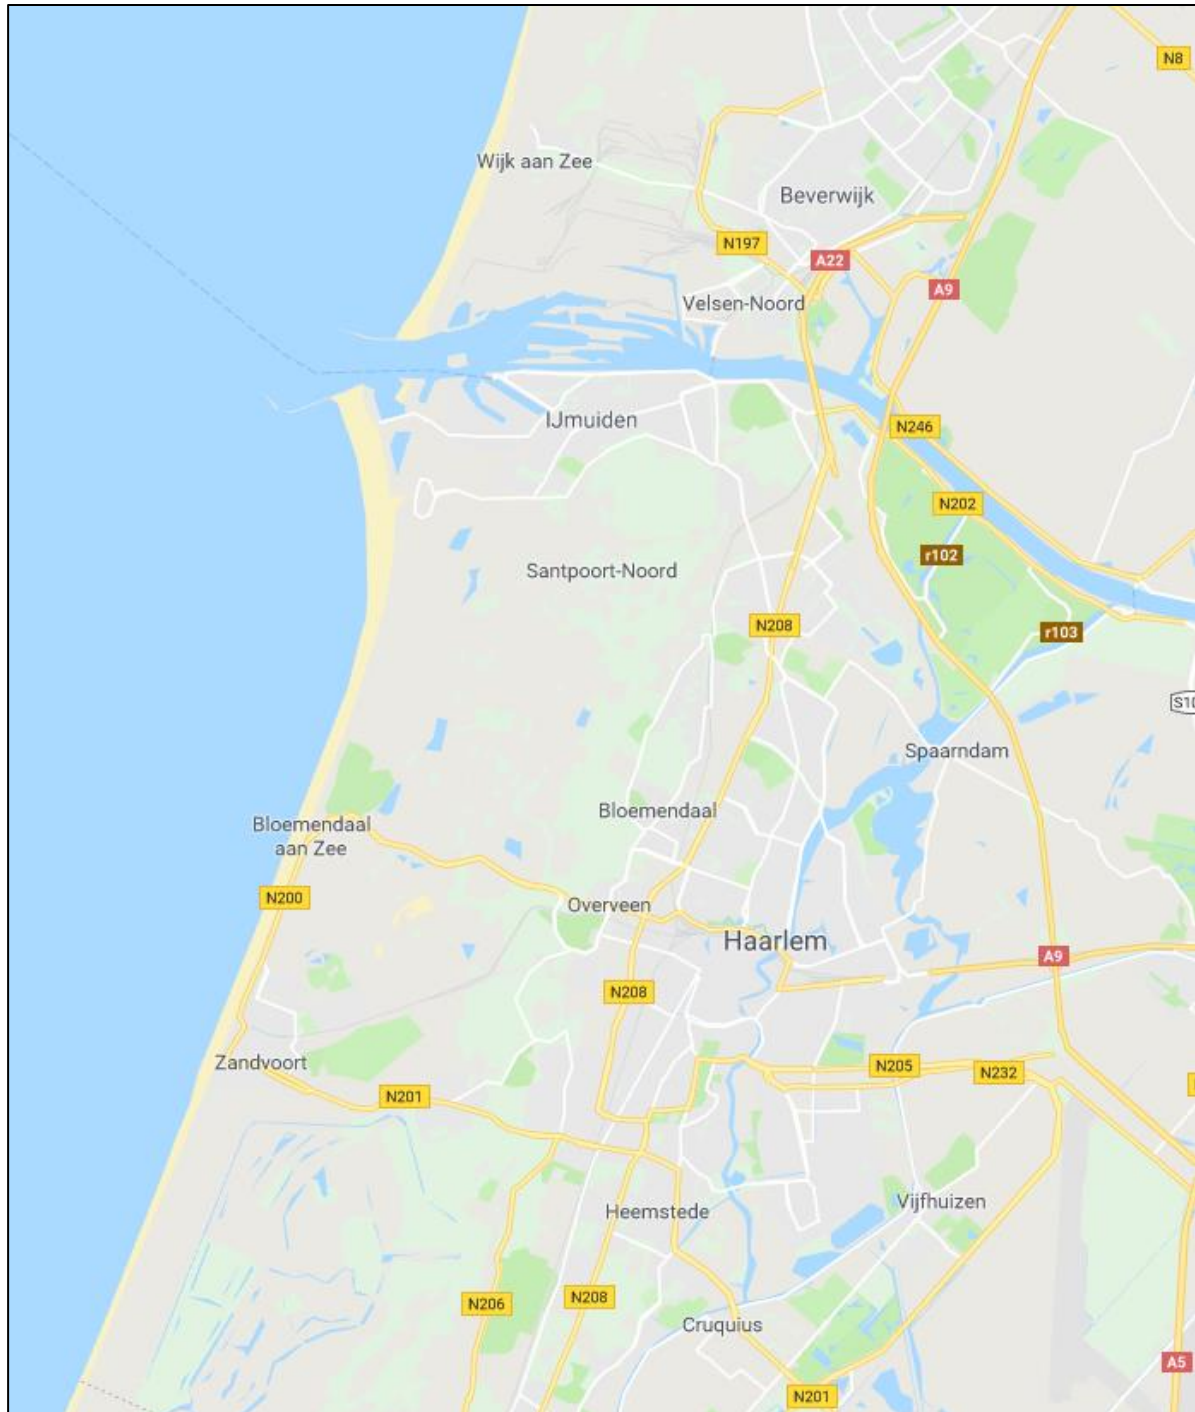 N8
Wijk aan Zee
Beverwijk
N197
A22
A9
Velsen-Noord
IJmuiden
N246
N202
r102
Santpoort-Noord
N208
r103
Spaarndam
Bloemendaal
Bloemendaal
aan Zee
N200
Overveen
Haarlem
A9
N208
Zandvoort
N205
N232
N201
Vijfhuizen
Heemstede
N206
N208
Cruquius
A5
N201